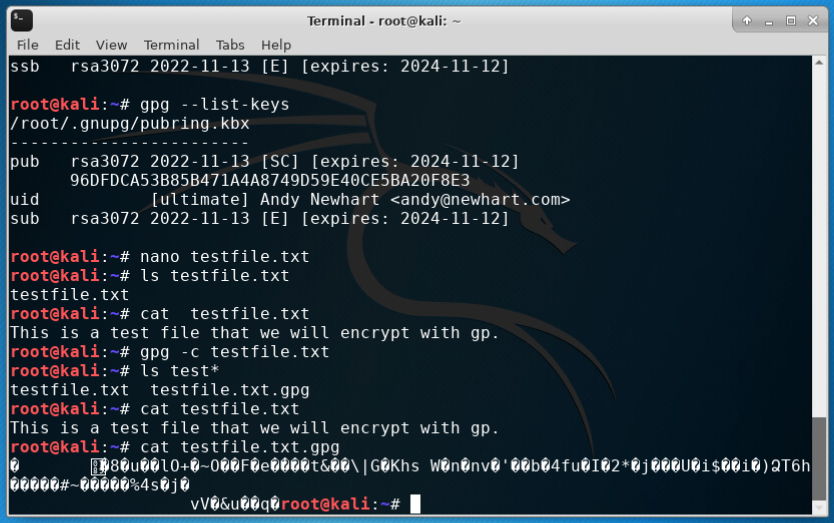 Terminal - root@kali: ~
File Edit View Terminal Tabs Help
ssb   rsa3072 2022-11-13 [E] [expires: 2024-11-12]
root@kali:~# gpg --list-keys
/root/.gnupg/pubring.kbx
------------------------
pub   rsa3072 2022-11-13 [SC] [expires: 2024-11-12]
      96DFDCA53B85B471A4A8749D59E40CE5BA20F8E3
uid           [ultimate] Andy Newhart <andy@newhart.com>
sub   rsa3072 2022-11-13 [E] [expires: 2024-11-12]
root@kali:~# nano testfile.txt
root@kali:~# ls testfile.txt
testfile.txt
root@kali:~# cat  testfile.txt
This is a test file that we will encrypt with gp.
root@kali:~# gpg -c testfile.txt
root@kali:~# ls test*
testfile.txt  testfile.txt.gpg
root@kali:~# cat testfile.txt
This is a test file that we will encrypt with gp.
root@kali:~# cat testfile.txt.gpg
�       �8�u��lO+�~O��F�e����t&��\|G�Khs W�n�nv�'��b�4fu�I�2*�j���U�i$��i�)ΩT6h
�����#~�����%4s�j�
                  vV�&u��q�root@kali:~#